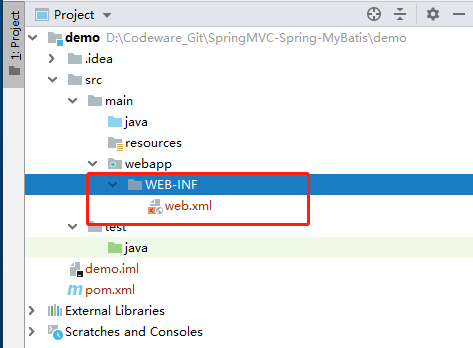 1: Project
Project
demo D:\Codeware_Git\SpringMVC-Spring-MyBatis\demo
.idea
src
main
java
resources
webapp
WEB-INF
web.xml
test
java
demo.iml
pom.xml
External Libraries
Scratches and Consoles